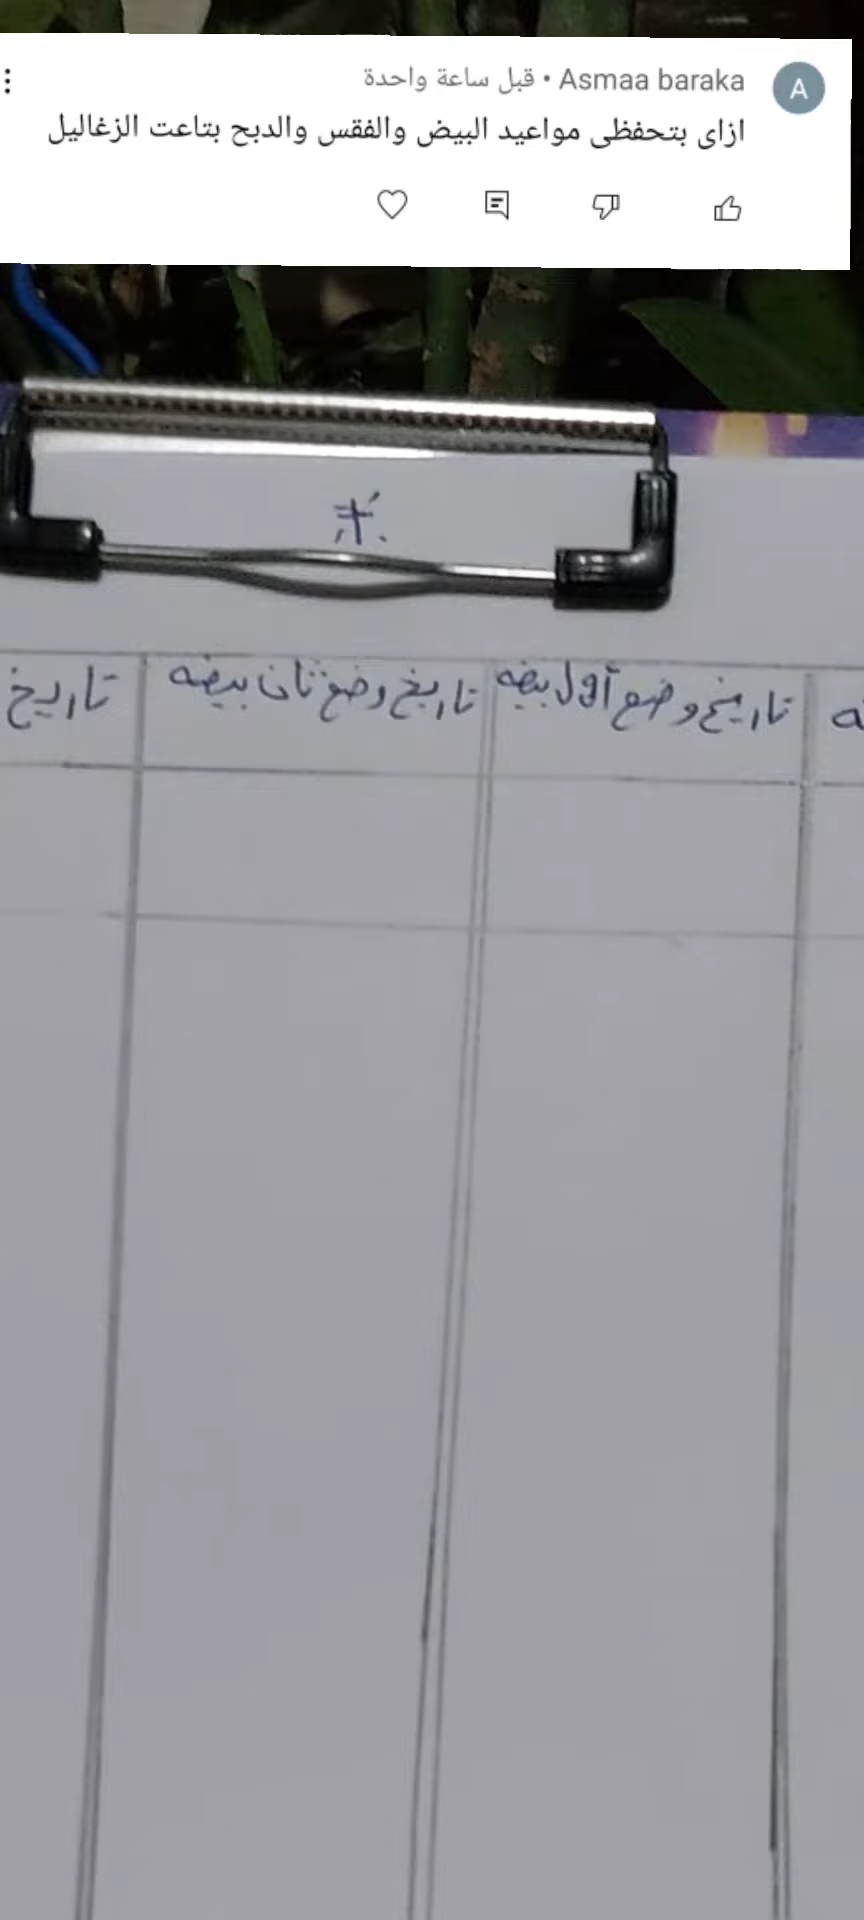 Asmaa baraka • قبل ساعة واحدة
A
ازاى بتحفظى مواعيد البيض والفقس والدبح بتاعت الزغاليل
تاريخ وضع أول بيضه
تاريخ وضع ثان بيضه
تاريخ